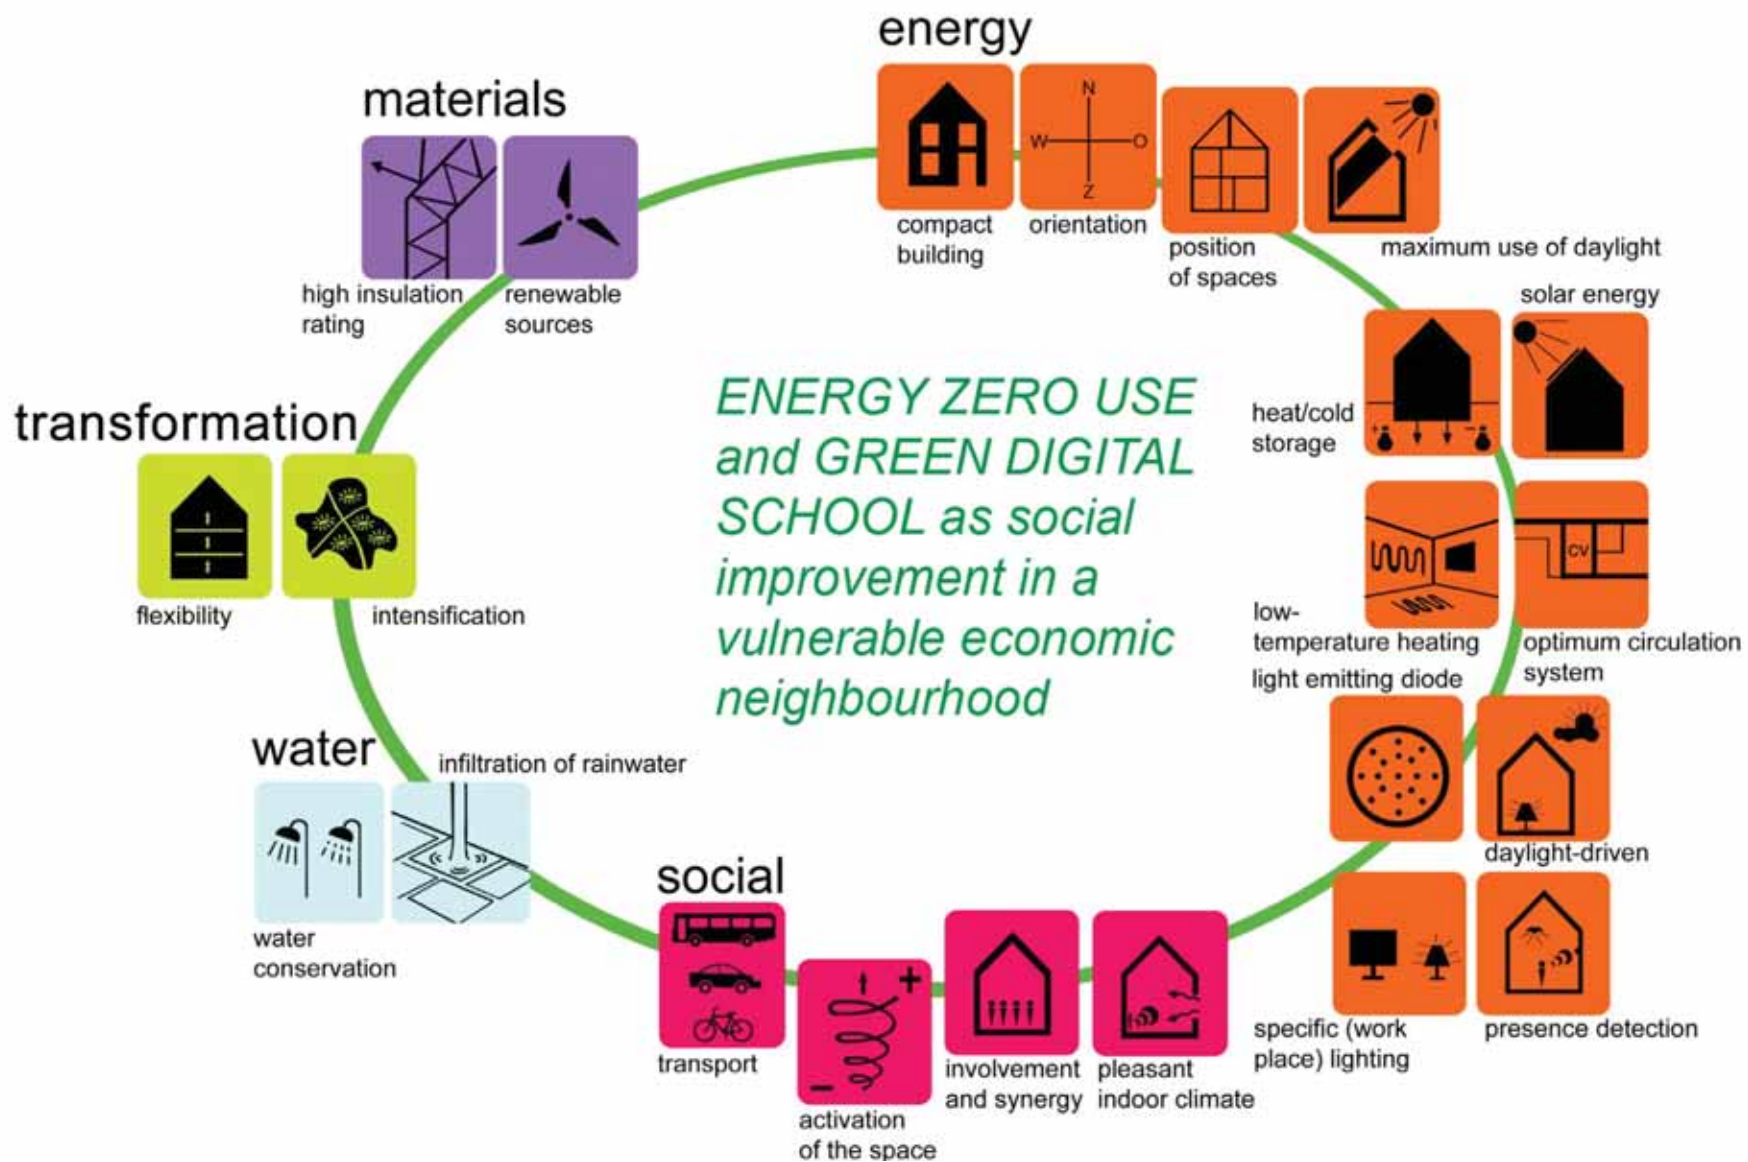 energy
materials
N
W
O
Z
compact
building
orientation
position
of spaces
maximum use of daylight
high insulation
rating
renewable
sources
solar energy
heat/cold
storage
+
-
ENERGY ZERO USE
and GREEN DIGITAL
SCHOOL as social
improvement in a
vulnerable economic
neighbourhood
transformation
flexibility
intensification
CV
low-
temperature heating
optimum circulation
system
light emitting diode
daylight-driven
specific (work
place) lighting
presence detection
water
infiltration of rainwater
water
conservation
social
transport
+
–
activation
of the space
involvement
and synergy
pleasant
indoor climate